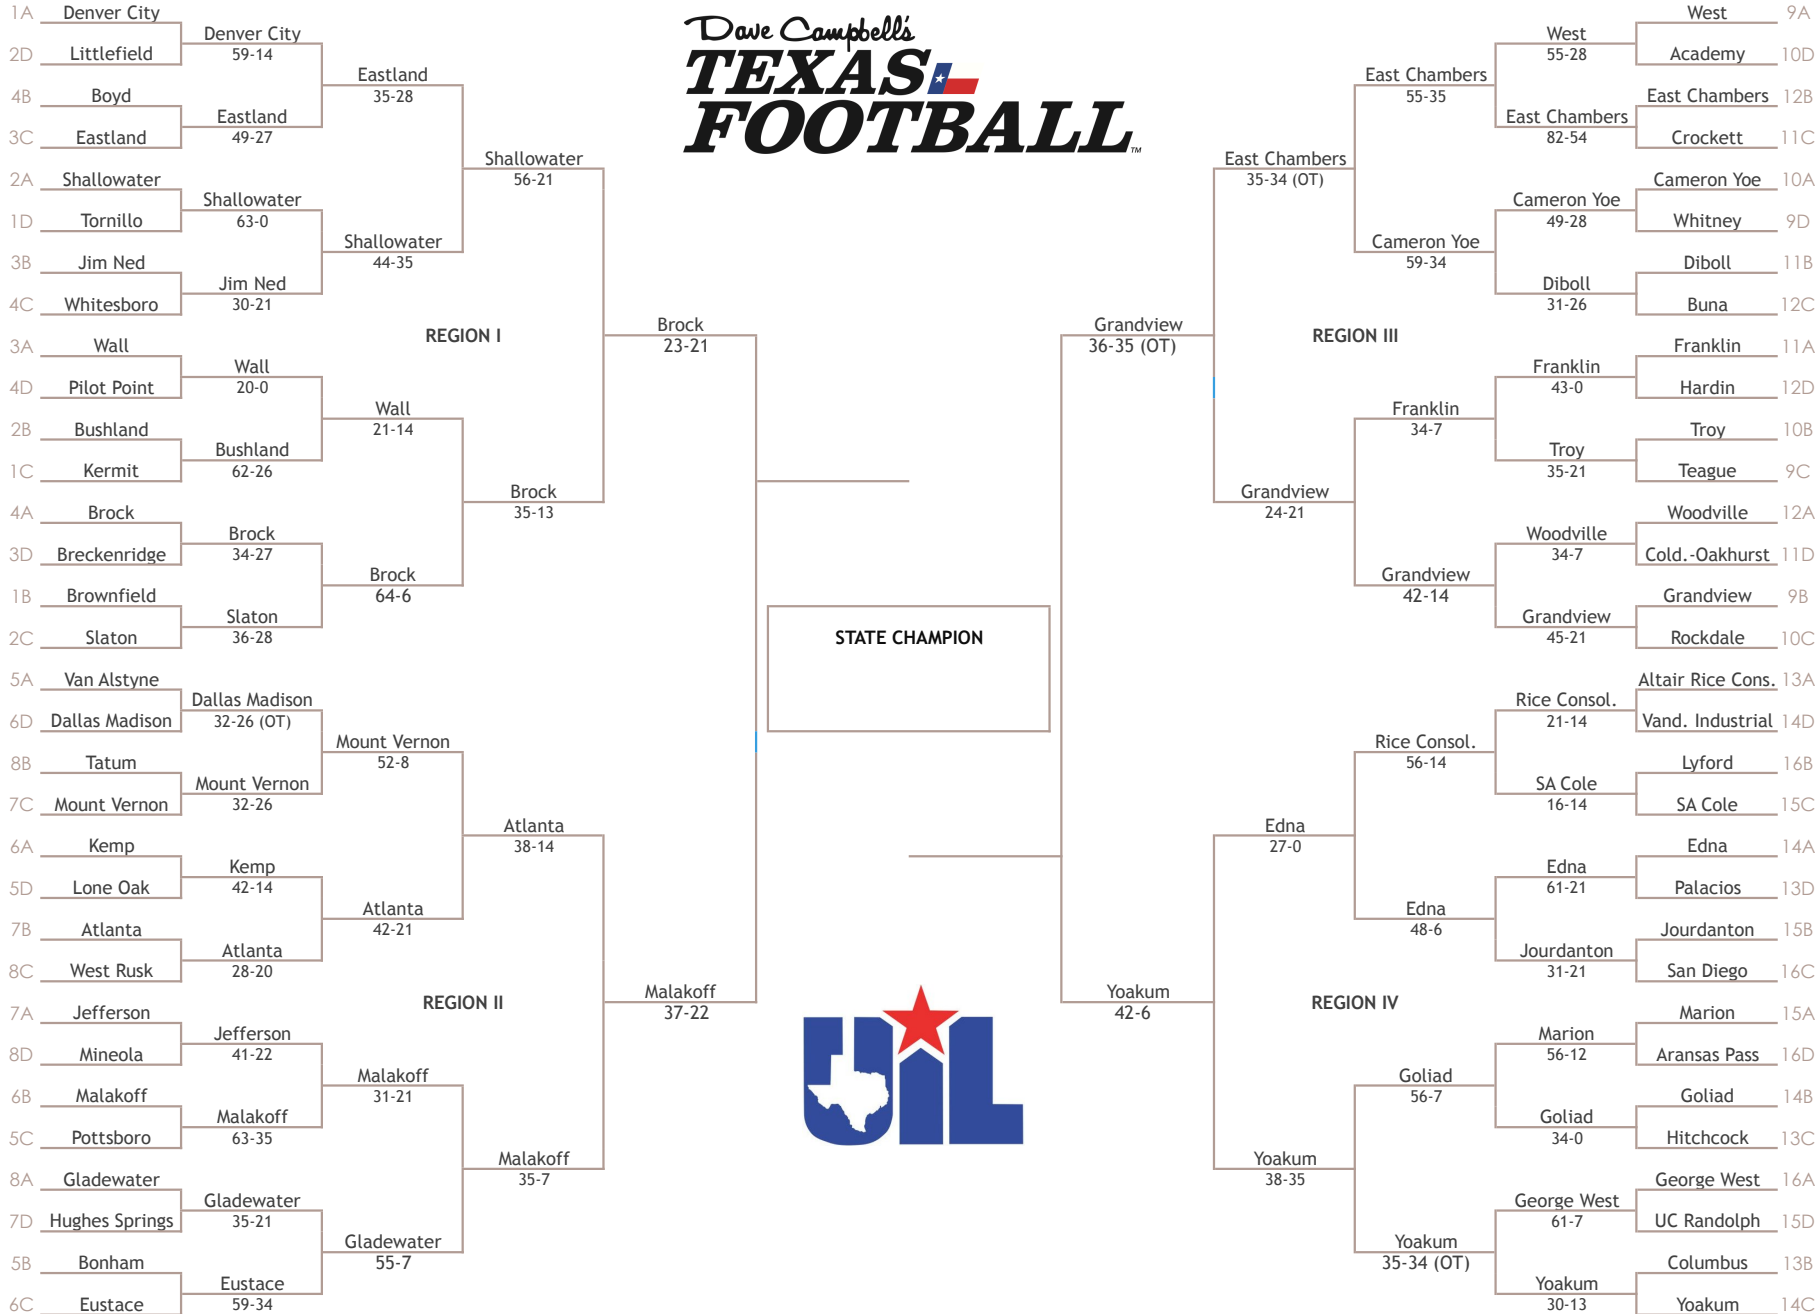 1A Denver City
2D Littlefield
4B Boyd
3C Eastland
2A Shallowater
1D Tornillo
3B Jim Ned
4C Whitesboro
3A Wall
4D Pilot Point
2B Bushland
1C Kermit
4A Brock
3D Breckenridge
1B Brownfield
2C Slaton
5A Van Alstyne
6D Dallas Madison
8B Tatum
7C Mount Vernon
6A Kemp
5D Lone Oak
7B Atlanta
8C West Rusk
7A Jefferson
8D Mineola
6B Malakoff
5C Pottsboro
8A Gladewater
7D Hughes Springs
5B Bonham
6C Eustace
Denver City
59-14
Eastland
49-27
Shallowater
63-0
Jim Ned
30-21
Wall
20-0
Bushland
62-26
Brock
34-27
Slaton
36-28
Dallas Madison
32-26 (OT)
Mount Vernon
32-26
Kemp
42-14
Atlanta
28-20
Jefferson
41-22
Malakoff
63-35
Gladewater
35-21
Eustace
59-34
Eastland
35-28
Shallowater
44-35
Wall
21-14
Brock
64-6
Mount Vernon
52-8
Atlanta
42-21
Malakoff
31-21
Gladewater
55-7
Shallowater
56-21
REGION I
Brock
35-13
Atlanta
38-14
REGION II
Malakoff
35-7
Brock
23-21
Malakoff
37-22
Dave Campbell's
TEXAS
FOOTBALL™
STATE CHAMPION
UIL
Grandview
36-35 (OT)
Yoakum
42-6
East Chambers
35-34 (OT)
REGION III
Grandview
24-21
Edna
27-0
REGION IV
Yoakum
38-35
East Chambers
55-35
Cameron Yoe
59-34
Franklin
34-7
Grandview
42-14
Rice Consol.
56-14
Edna
48-6
Goliad
56-7
Yoakum
35-34 (OT)
West
55-28
East Chambers
82-54
Cameron Yoe
49-28
Diboll
31-26
Franklin
43-0
Troy
35-21
Woodville
34-7
Grandview
45-21
Rice Consol.
21-14
SA Cole
16-14
Edna
61-21
Jourdanton
31-21
Marion
56-12
Goliad
34-0
George West
61-7
Yoakum
30-13
West 9A
Academy 10D
East Chambers 12B
Crockett 11C
Cameron Yoe 10A
Whitney 9D
Diboll 11B
Buna 12C
Franklin 11A
Hardin 12D
Troy 10B
Teague 9C
Woodville 12A
Cold.-Oakhurst 11D
Grandview 9B
Rockdale 10C
Altair Rice Cons. 13A
Vand. Industrial 14D
Lyford 16B
SA Cole 15C
Edna 14A
Palacios 13D
Jourdanton 15B
San Diego 16C
Marion 15A
Aransas Pass 16D
Goliad 14B
Hitchcock 13C
George West 16A
UC Randolph 15D
Columbus 13B
Yoakum 14C